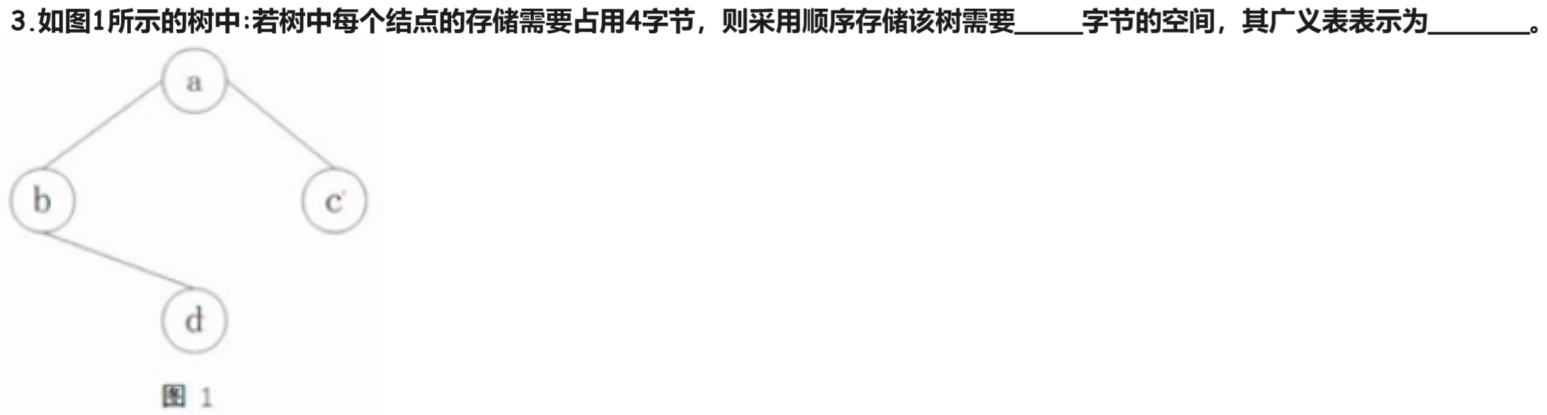 3.如图1所示的树中:若树中每个结点的存储需要占用4字节，则采用顺序存储该树需要_____字节的空间，其广义表表示为_______。
a
b
c
d
图 1